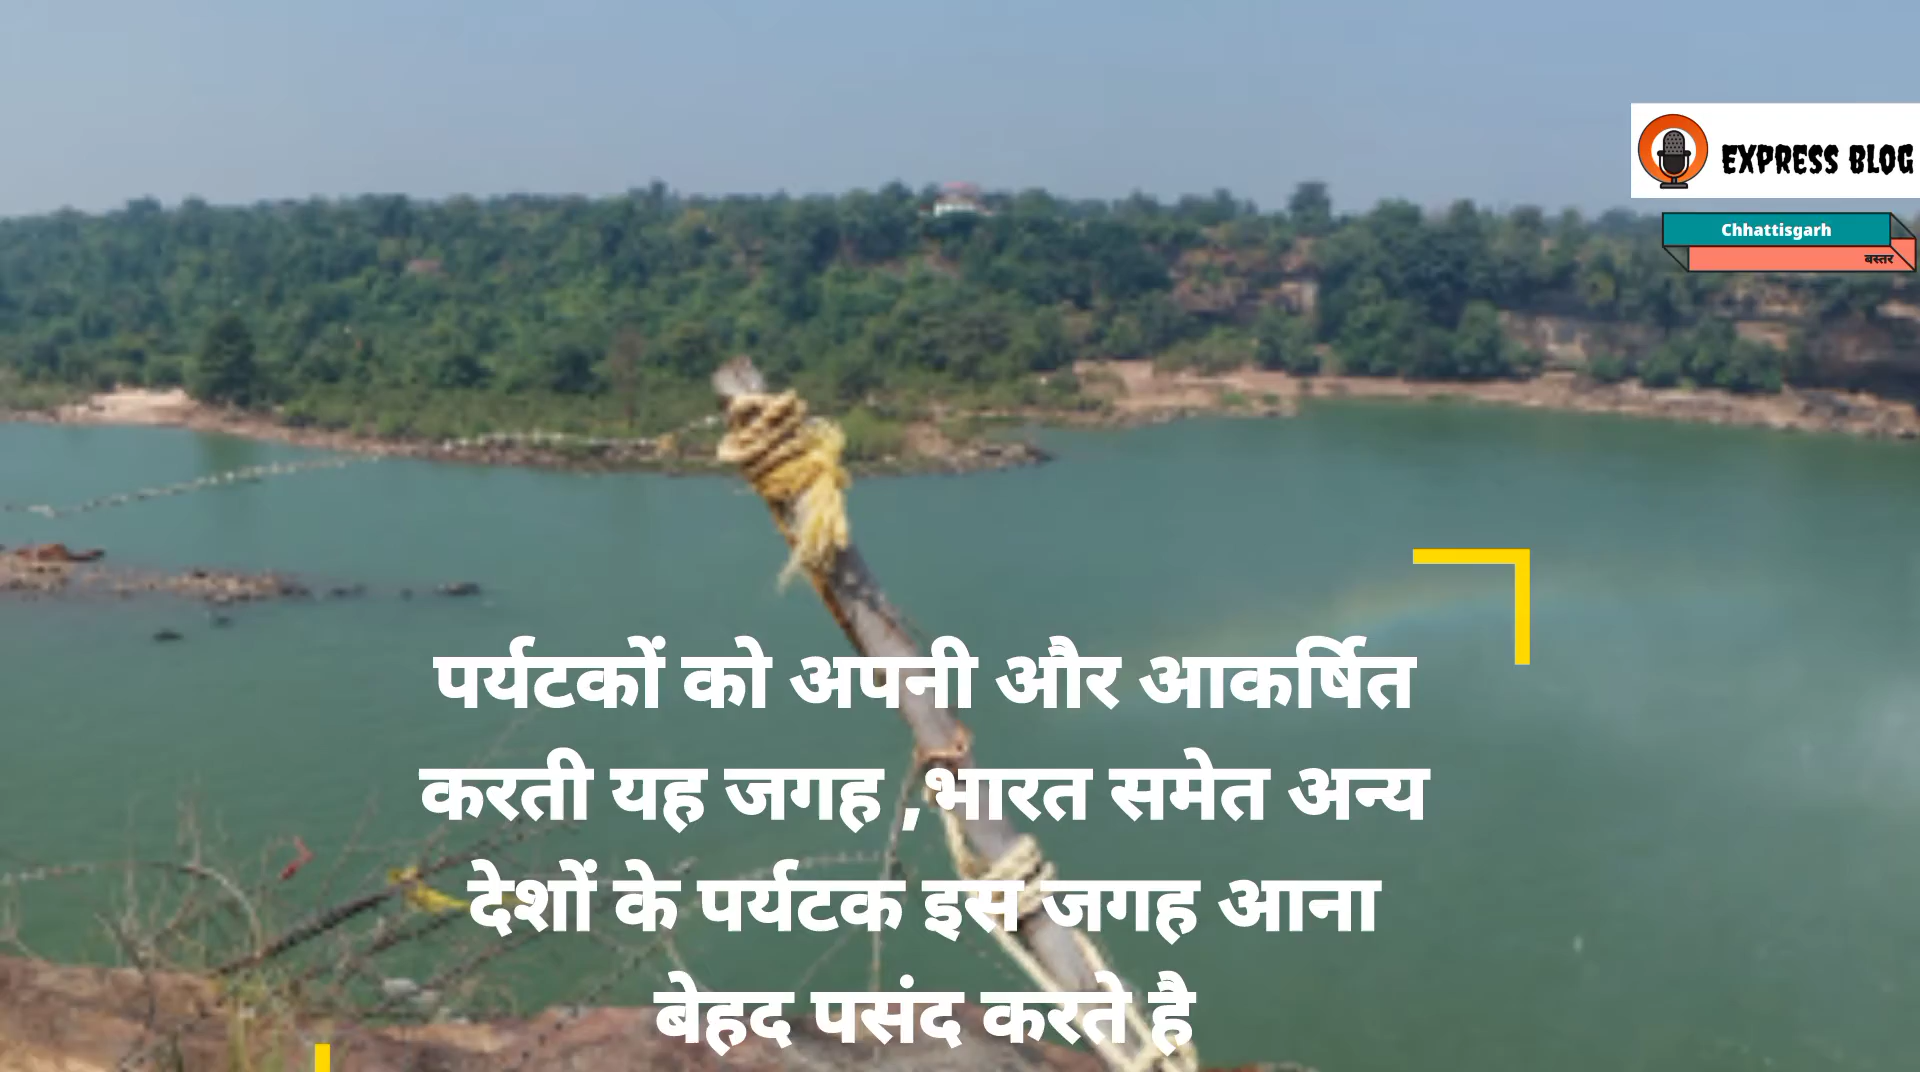 EXPRESS BLOG
Chhattisgarh
बस्तर
पर्यटकों को अपनी और आकर्षित
करती यह जगह ,भारत समेत अन्य
देशों के पर्यटक इस जगह आना
बेहद पसंद करते है